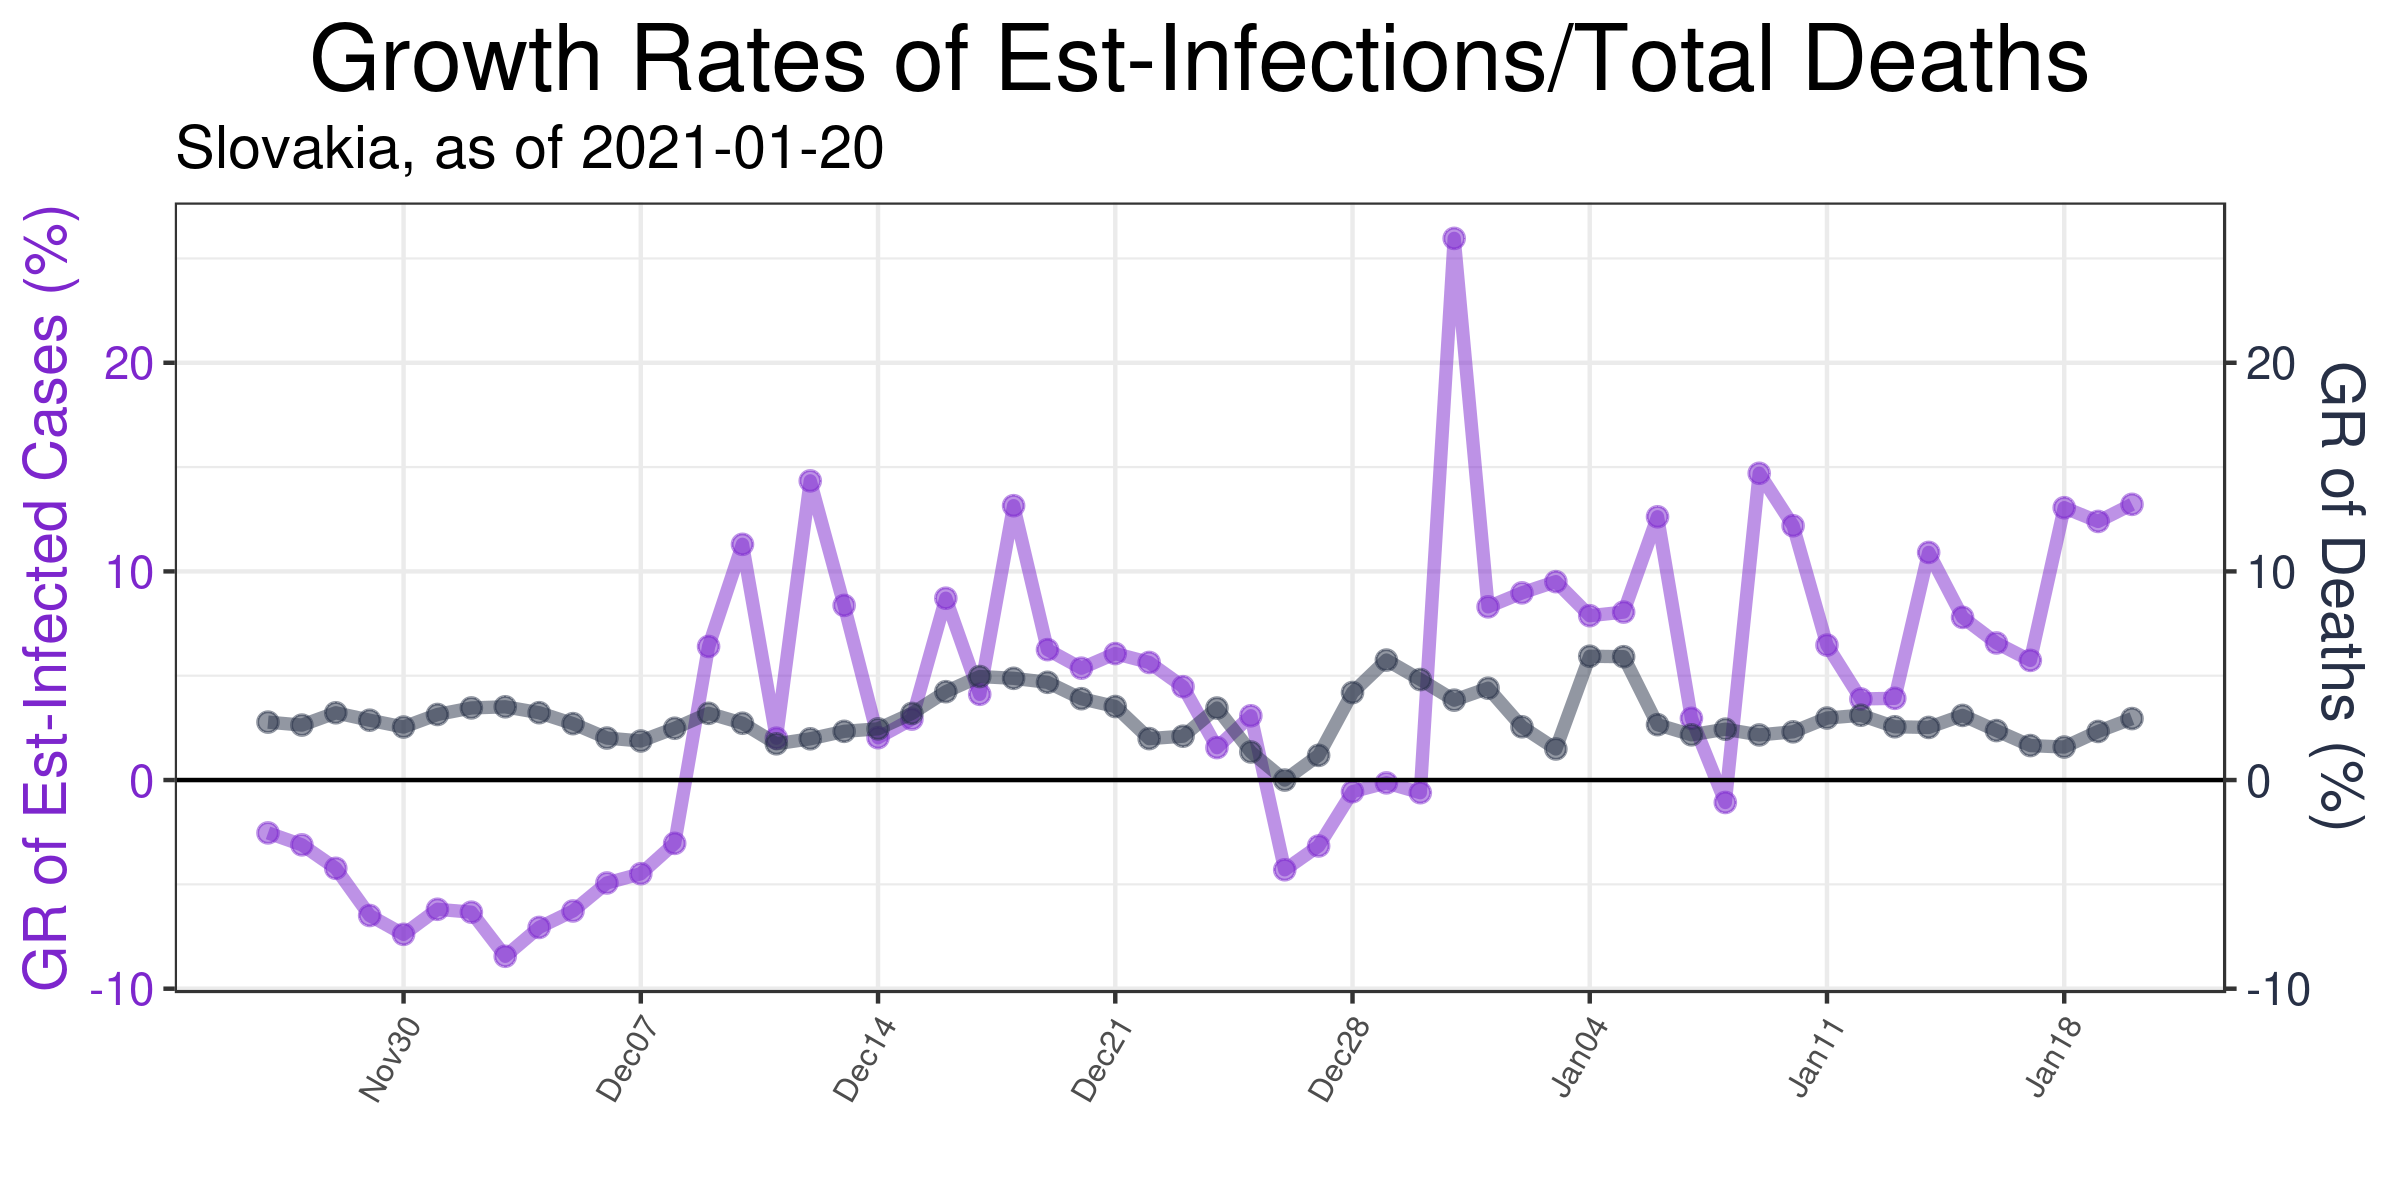 Growth Rates of Est-Infections/Total Deaths
Slovakia, as of 2021-01-20
GR of Est-Infected Cases (%)
20
10
0
-10
20
10
0
-10
GR of Deaths (%)
Nov30
Dec07
Dec14
Dec21
Dec28
Jan04
Jan11
Jan18